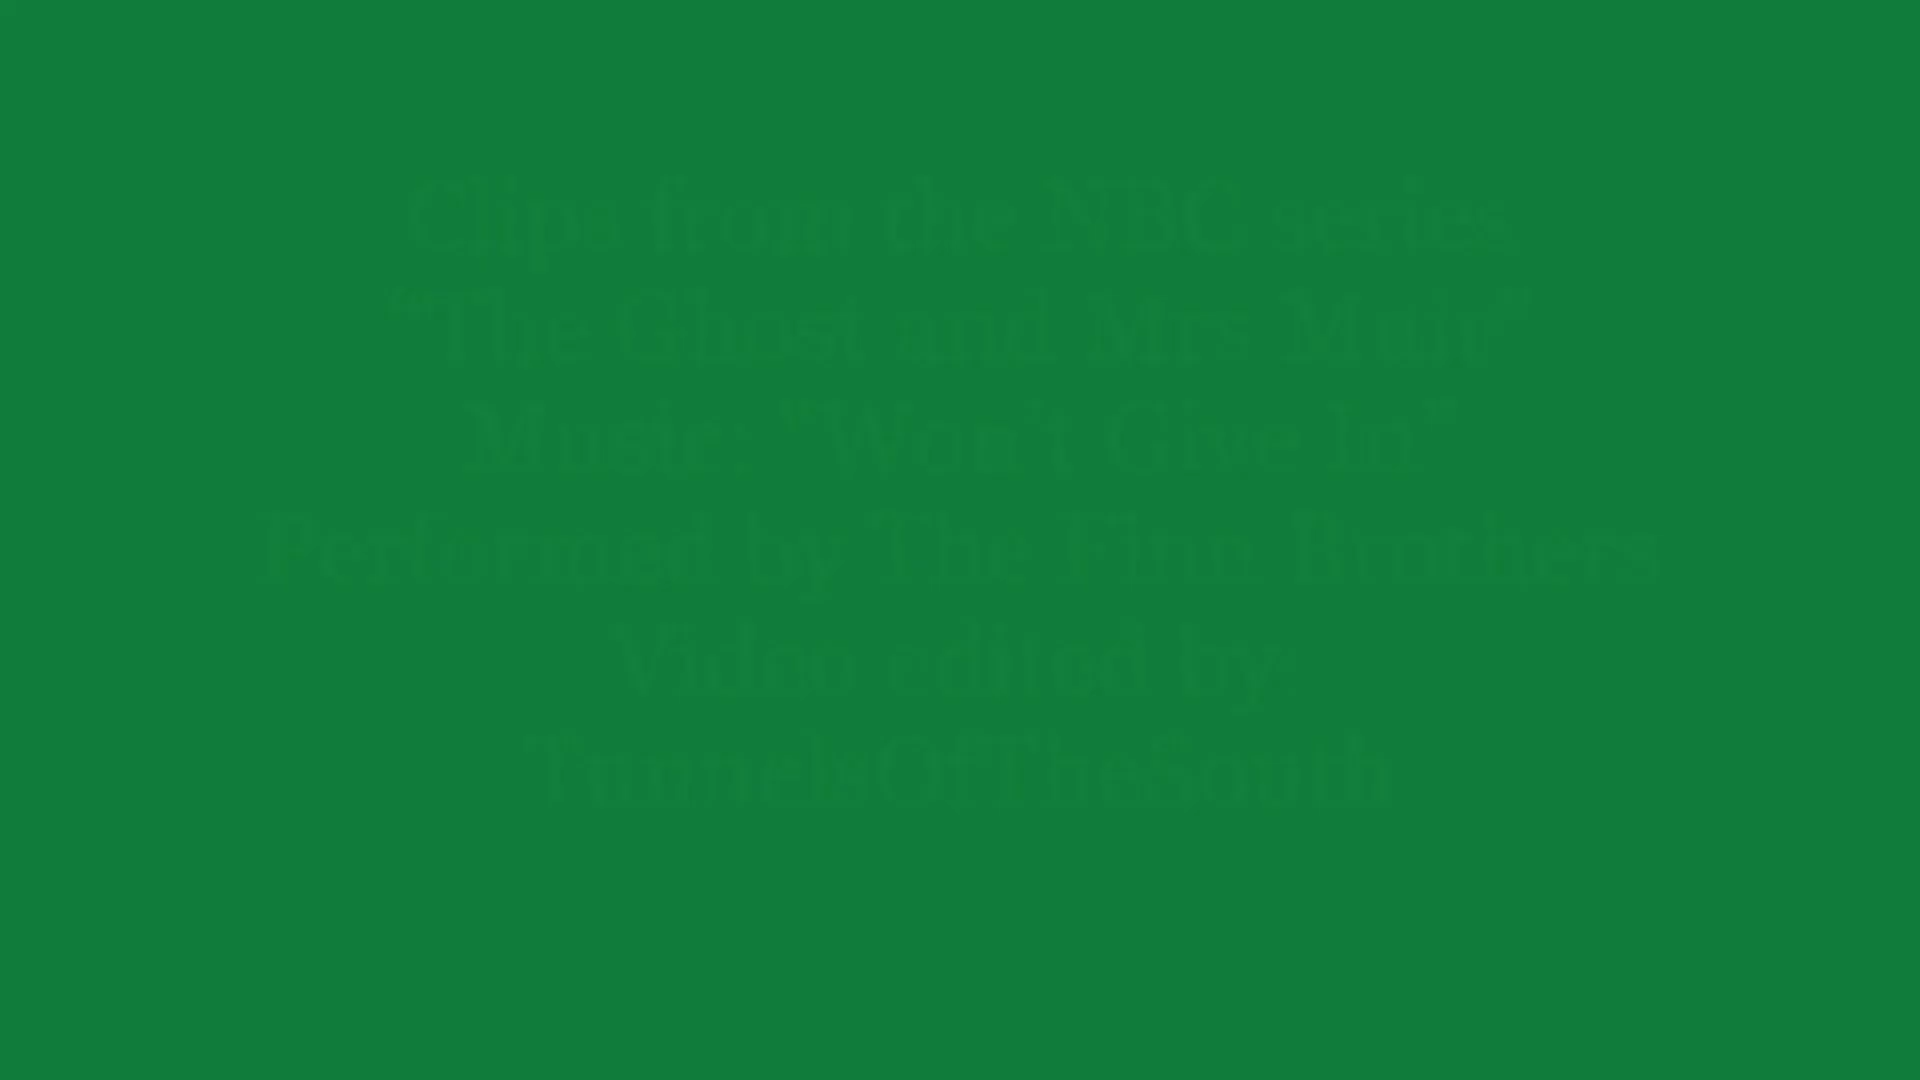 Clips from the NBC series
"The Ghost and Mrs Muir"
Music: "Won't Give In"
Performed by The Finn Brothers
Video edited by
TunnelsOfTheSouth